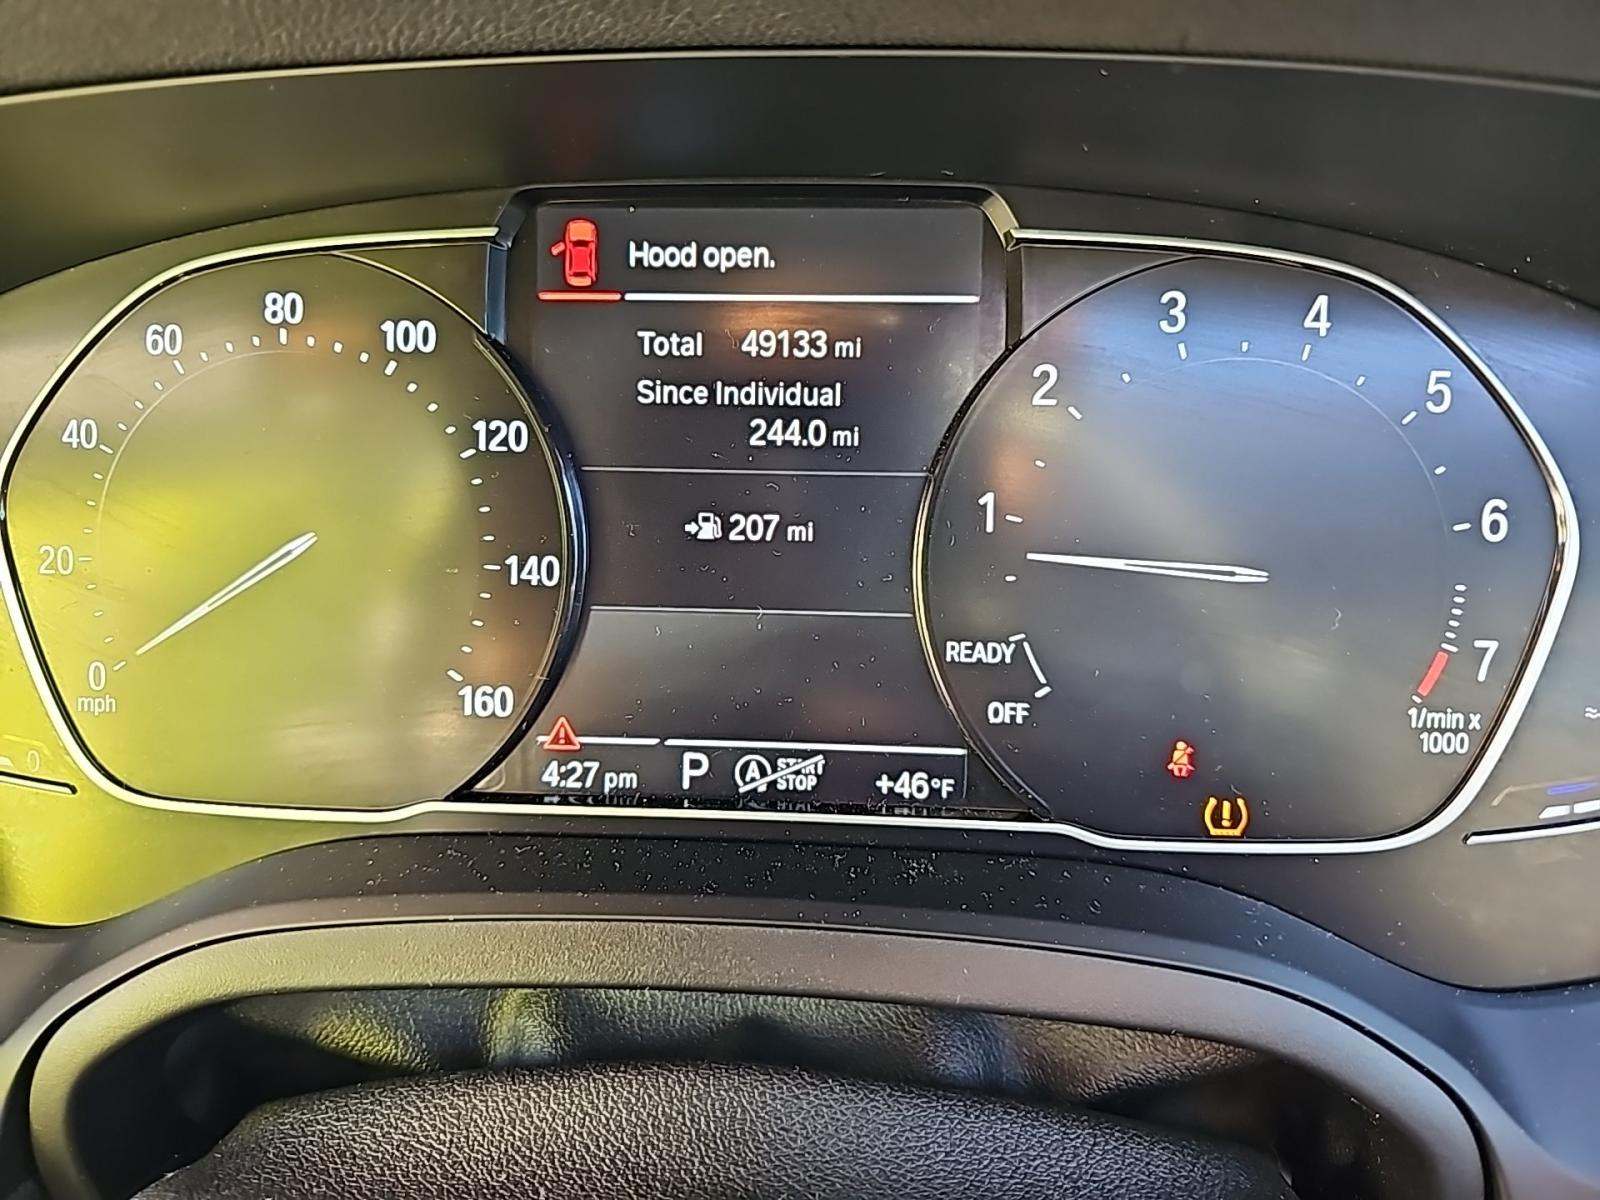 Hood open.
Total 49133 mi
Since Individual
244.0 mi
207 mi
4:27 pm P A START STOP +46°F
0 20 40 60 80 100 120 140 160
mph
1 2 3 4 5 6 7
READY
OFF
1/min x
1000
0